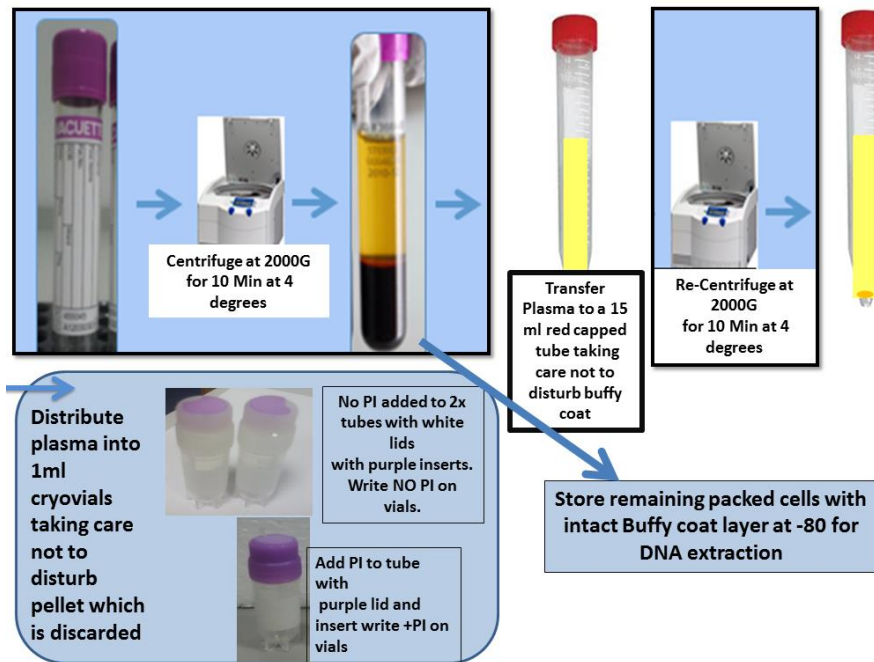 VACUETT
Centrifuge at 2000G
for 10 Min at 4
degrees
Transfer
Plasma to a 15
ml red capped
tube taking
care not to
disturb buffy
coat
Re-Centrifuge at
2000G
for 10 Min at 4
degrees
Distribute
plasma into
1ml
cryovials
taking care
not to
disturb
pellet which
is discarded
No PI added to 2x
tubes with white
lids
with purple inserts.
Write NO PI on
vials.
Add PI to tube
with
purple lid and
insert write +PI on
vials
Store remaining packed cells with
intact Buffy coat layer at -80 for
DNA extraction